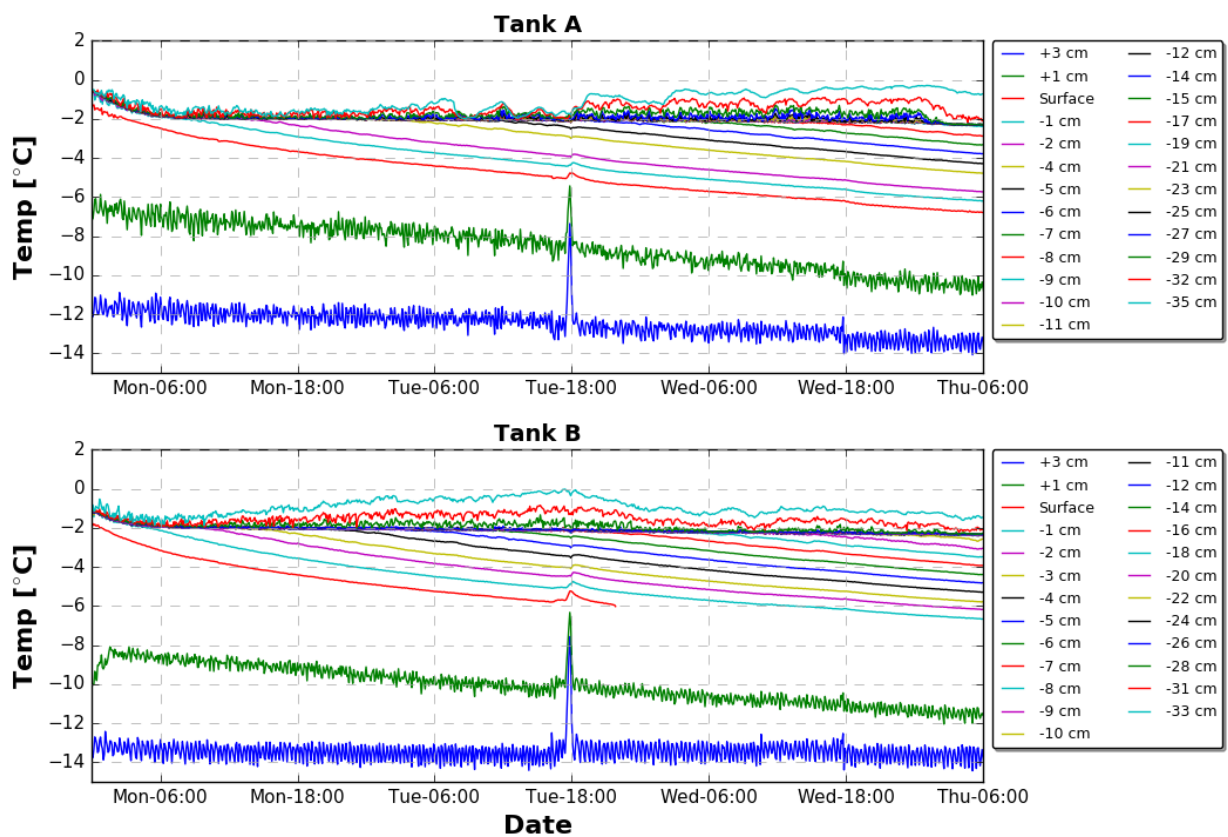 Tank A
Temp [°C]
2
0
−2
−4
−6
−8
−10
−12
−14
Mon-06:00 Mon-18:00 Tue-06:00 Tue-18:00 Wed-06:00 Wed-18:00 Thu-06:00
+3 cm -12 cm
+1 cm -14 cm
Surface -15 cm
-1 cm -17 cm
-2 cm -19 cm
-4 cm -21 cm
-5 cm -23 cm
-6 cm -25 cm
-7 cm -27 cm
-8 cm -29 cm
-9 cm -32 cm
-10 cm -35 cm
-11 cm
Tank B
Temp [°C]
2
0
−2
−4
−6
−8
−10
−12
−14
Mon-06:00 Mon-18:00 Tue-06:00 Tue-18:00 Wed-06:00 Wed-18:00 Thu-06:00
Date
+3 cm -11 cm
+1 cm -12 cm
Surface -14 cm
-1 cm -16 cm
-2 cm -18 cm
-3 cm -20 cm
-4 cm -22 cm
-5 cm -24 cm
-6 cm -26 cm
-7 cm -28 cm
-8 cm -31 cm
-9 cm -33 cm
-10 cm